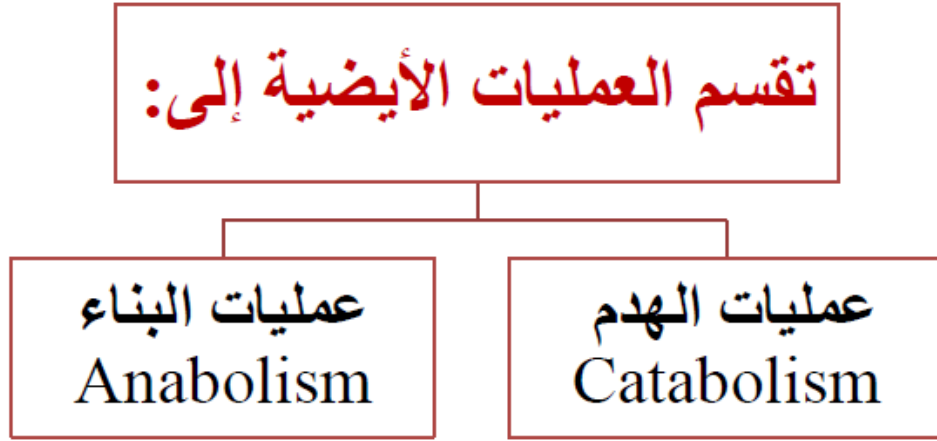 تقسم العمليات الأيضية إلى:
عمليات الهدم
Catabolism
عمليات البناء
Anabolism